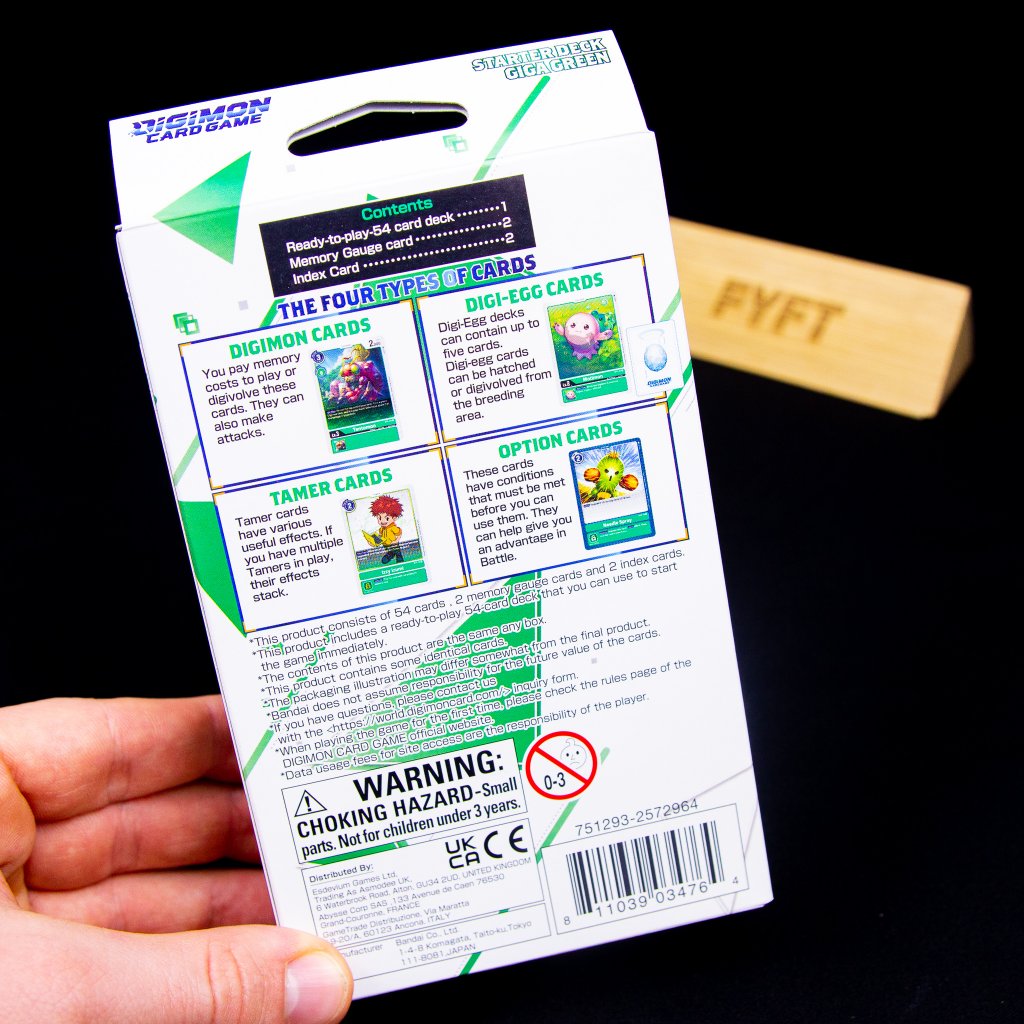 STARTER DECK
GIGA GREEN
DIGIMON
CARD GAME
Contents
Ready-to-play-54 card deck ········1
Memory Gauge card ···············2
Index Card ·························2
THE FOUR TYPES OF CARDS
DIGIMON CARDS
You pay memory
costs to play or
digivolve these
cards. They can
also make
attacks.
DIGI-EGG CARDS
Digi-Egg decks
can contain up to
five cards.
Digi-egg cards
can be hatched
or digivolved from
the breeding
area.
DIGIMON
TAMER CARDS
Tamer cards
have various
useful effects. If
you have multiple
Tamers in play,
their effects
stack.
Izzy Izumi
OPTION CARDS
These cards
have conditions
that must be met
before you can
use them. They
can help give you
an advantage in
Battle.
Needle Spray
*This product consists of 54 cards , 2 memory gauge cards and 2 index cards.
*This product includes a ready-to-play 54-card deck that you can use to start
the game immediately.
*The contents of this product are the same any box.
*This product contains some identical cards.
*The packaging illustration may differ somewhat from the final product.
*Bandai does not assume responsibility for the future value of the cards.
*If you have questions, please contact us
with the <https://world.digimoncard.com/> inquiry form.
*When playing the game for the first time, please check the rules page of the
DIGIMON CARD GAME official website.
*Data usage fees for site access are the responsibility of the player.
WARNING:
CHOKING HAZARD-Small
parts. Not for children under 3 years.
0-3
UK
CA CE
Distributed By:
Esdevium Games Ltd,
Trading As Asmodee UK,
6 Waterbrook Road, Alton, GU34 2UD, UNITED KINGDOM
Abysse Corp SAS 133 Avenue de Caen 76530
Grand-Couronne, FRANCE
GameTrade Distribuzione, Via Maratta
9-20/A, 60123 Ancona, ITALY
Bandai Co., Ltd
1-4-8 Komagata, Taito-ku,Tokyo
111-8081,JAPAN
751293-2572964
8 11039 03476 4
FYFT